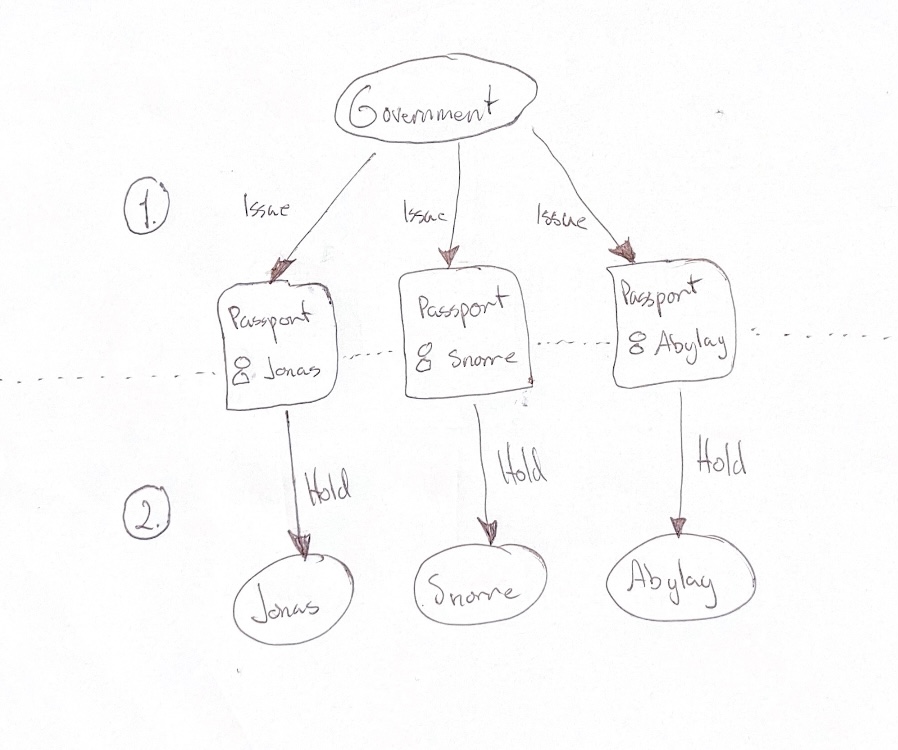 Government
1.
Issue
Issue
Issue
Passport
Jonas
Passport
Snorre
Passport
Abylay
2.
Hold
Hold
Hold
Jonas
Snorre
Abylay